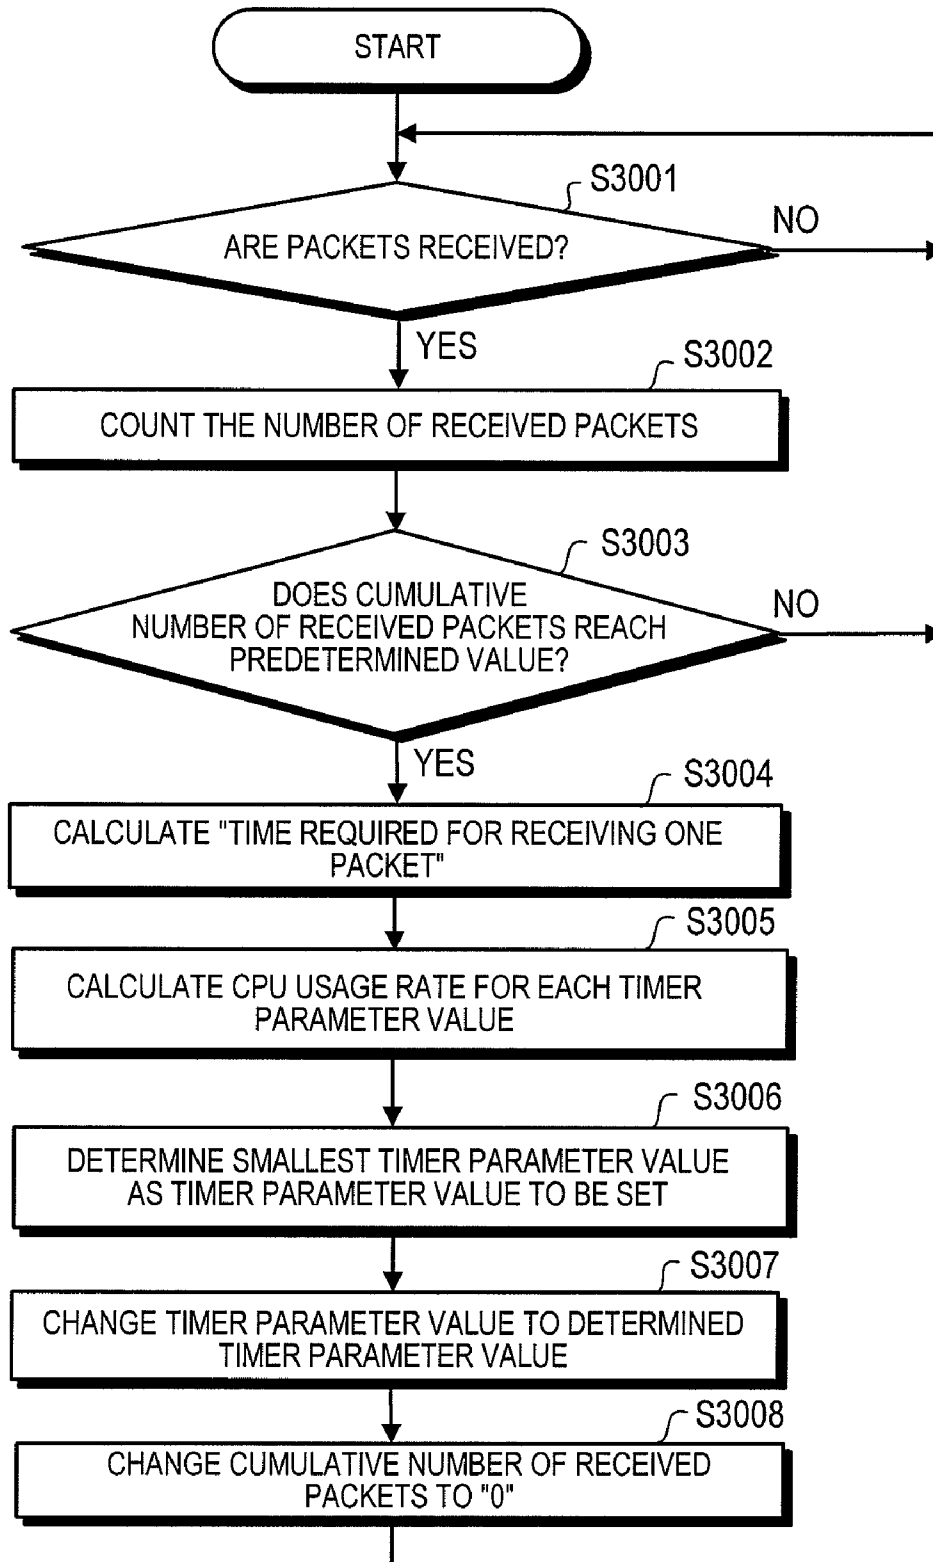 START
S3001
ARE PACKETS RECEIVED?
NO
YES
S3002
COUNT THE NUMBER OF RECEIVED PACKETS
S3003
DOES CUMULATIVE
NUMBER OF RECEIVED PACKETS REACH
PREDETERMINED VALUE?
NO
YES
S3004
CALCULATE "TIME REQUIRED FOR RECEIVING ONE
PACKET"
S3005
CALCULATE CPU USAGE RATE FOR EACH TIMER
PARAMETER VALUE
S3006
DETERMINE SMALLEST TIMER PARAMETER VALUE
AS TIMER PARAMETER VALUE TO BE SET
S3007
CHANGE TIMER PARAMETER VALUE TO DETERMINED
TIMER PARAMETER VALUE
S3008
CHANGE CUMULATIVE NUMBER OF RECEIVED
PACKETS TO "0"